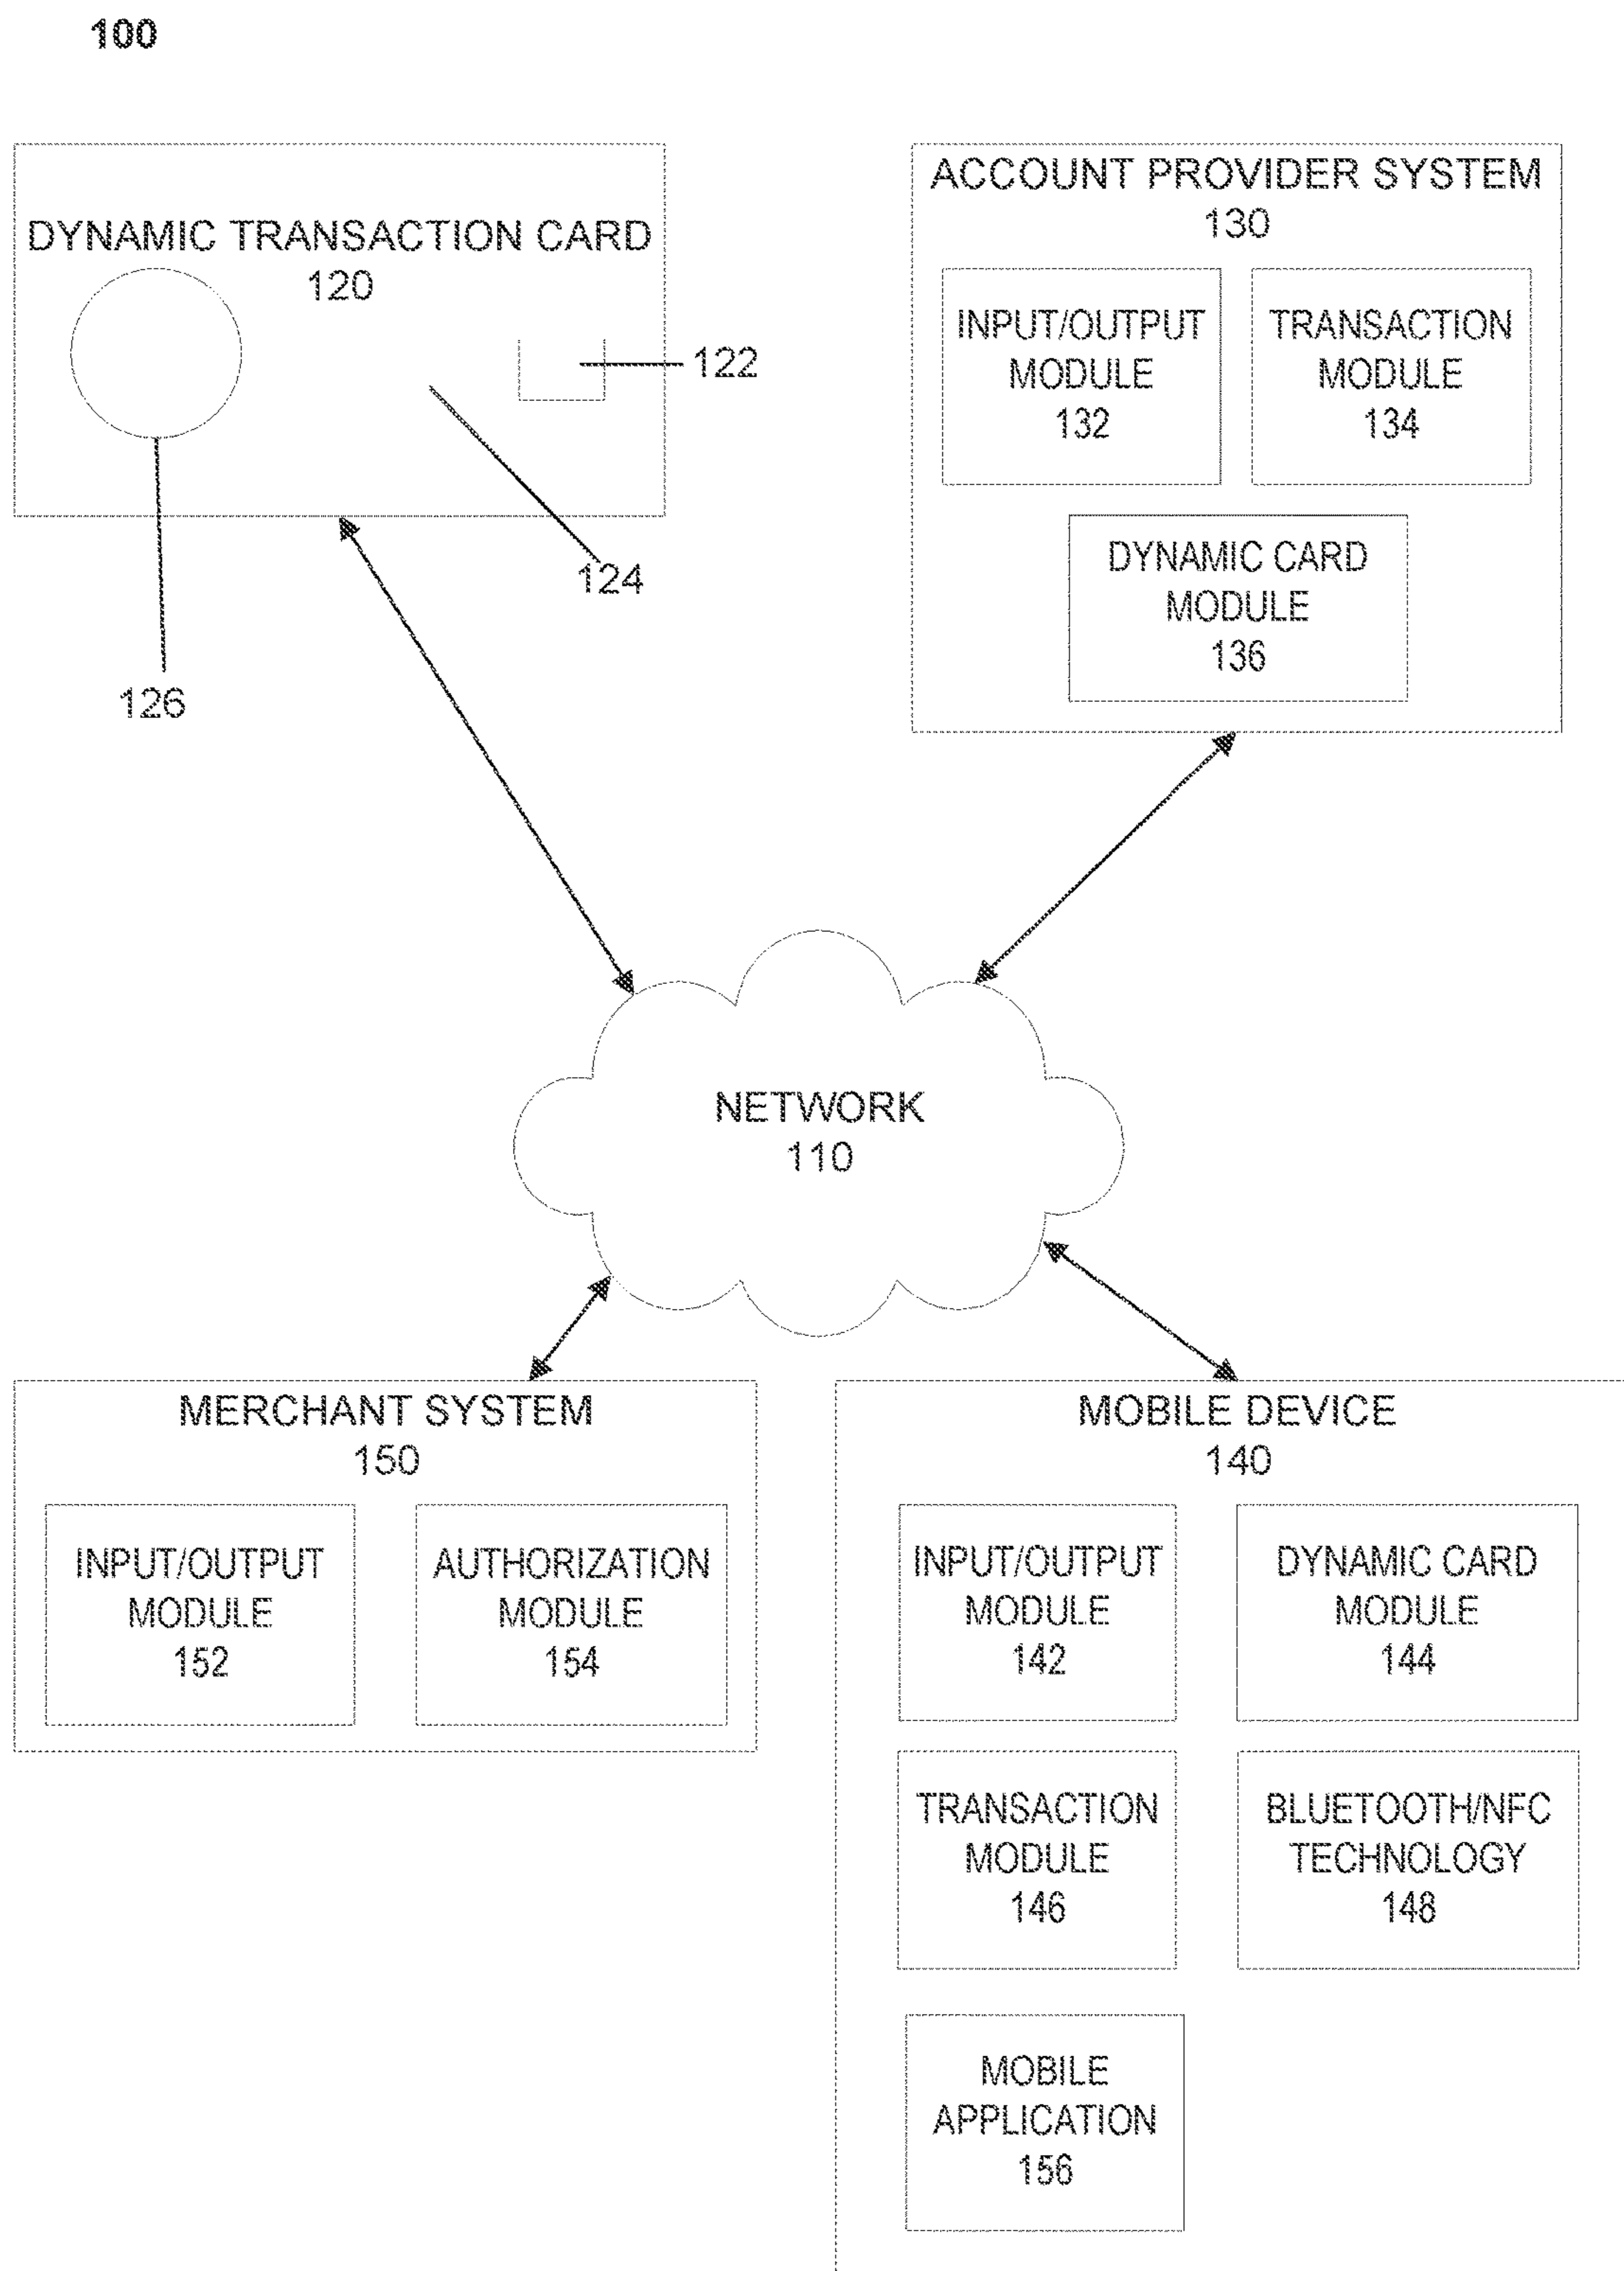 100
DYNAMIC TRANSACTION CARD
120
122
124
126
ACCOUNT PROVIDER SYSTEM
130
INPUT/OUTPUT
MODULE
132
TRANSACTION
MODULE
134
DYNAMIC CARD
MODULE
136
NETWORK
110
MERCHANT SYSTEM
150
INPUT/OUTPUT
MODULE
152
AUTHORIZATION
MODULE
154
MOBILE DEVICE
140
INPUT/OUTPUT
MODULE
142
DYNAMIC CARD
MODULE
144
TRANSACTION
MODULE
146
BLUETOOTH/NFC
TECHNOLOGY
148
MOBILE
APPLICATION
156